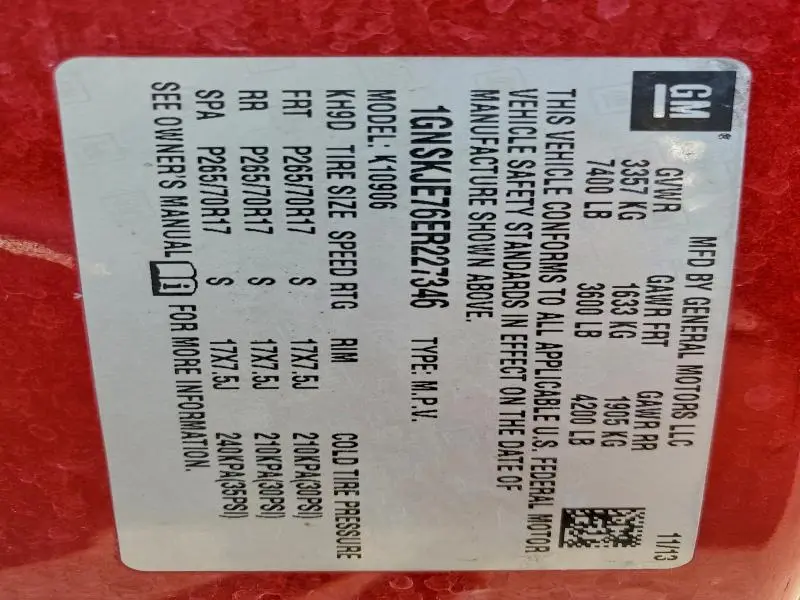 GM®
MFD BY GENERAL MOTORS LLC 11/13
GVWR GAWR FRT GAWR RR
3357 KG 1633 KG 1905 KG
7400 LB 3600 LB 4200 LB
THIS VEHICLE CONFORMS TO ALL APPLICABLE U.S. FEDERAL MOTOR
VEHICLE SAFETY STANDARDS IN EFFECT ON THE DATE OF
MANUFACTURE SHOWN ABOVE.
1GNSKJE76ER227346 TYPE: M.P.V.
MODEL: K10906
KH9D TIRE SIZE SPEED RTG RIM COLD TIRE PRESSURE
FRT P265/70R17 S 17X7.5J 210KPA(30PSI)
RR P265/70R17 S 17X7.5J 210KPA(30PSI)
SPA P265/70R17 S 17X7.5J 240KPA(35PSI)
SEE OWNER'S MANUAL FOR MORE INFORMATION.